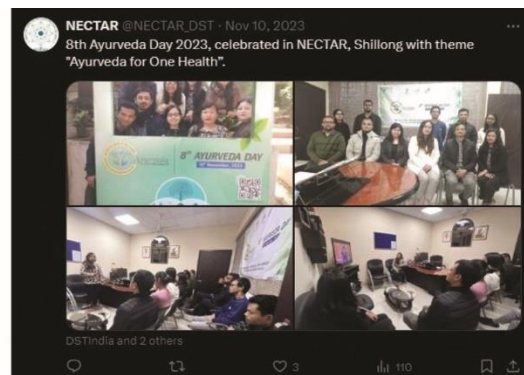 NECTAR @NECTAR_DST · Nov 10, 2023
8th Ayurveda Day 2023, celebrated in NECTAR, Shillong with theme
"Ayurveda for One Health".
8th AYURVEDA DAY
DSTIndia and 2 others
3
110